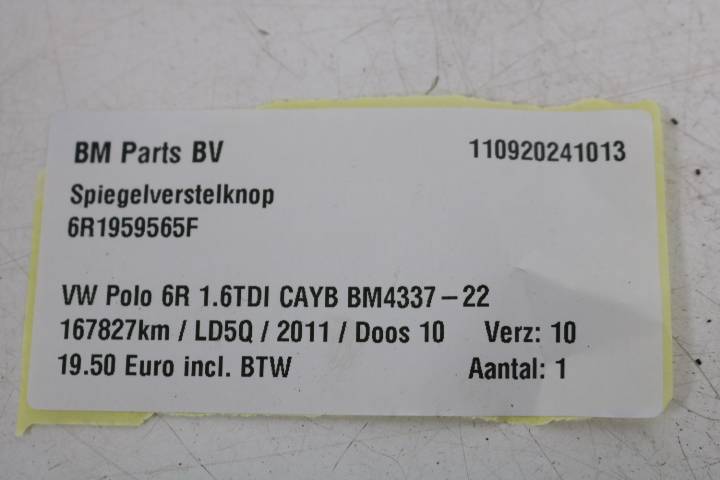 BM Parts BV 110920241013
Spiegelverstelknop
6R1959565F
VW Polo 6R 1.6TDI CAYB BM4337-22
167827km / LD5Q / 2011 / Doos 10 Verz: 10
19.50 Euro incl. BTW Aantal: 1